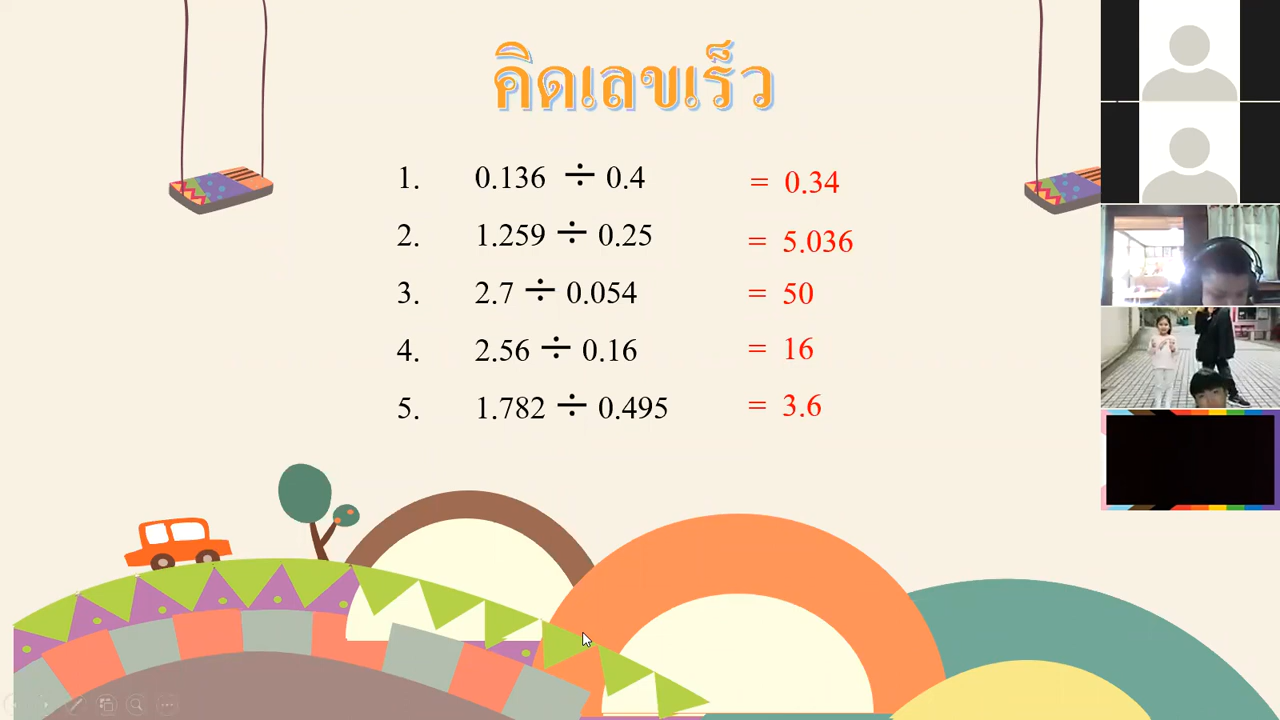 คิดเลขเร็ว
1. 0.136 ÷ 0.4 = 0.34
2. 1.259 ÷ 0.25 = 5.036
3. 2.7 ÷ 0.054 = 50
4. 2.56 ÷ 0.16 = 16
5. 1.782 ÷ 0.495 = 3.6